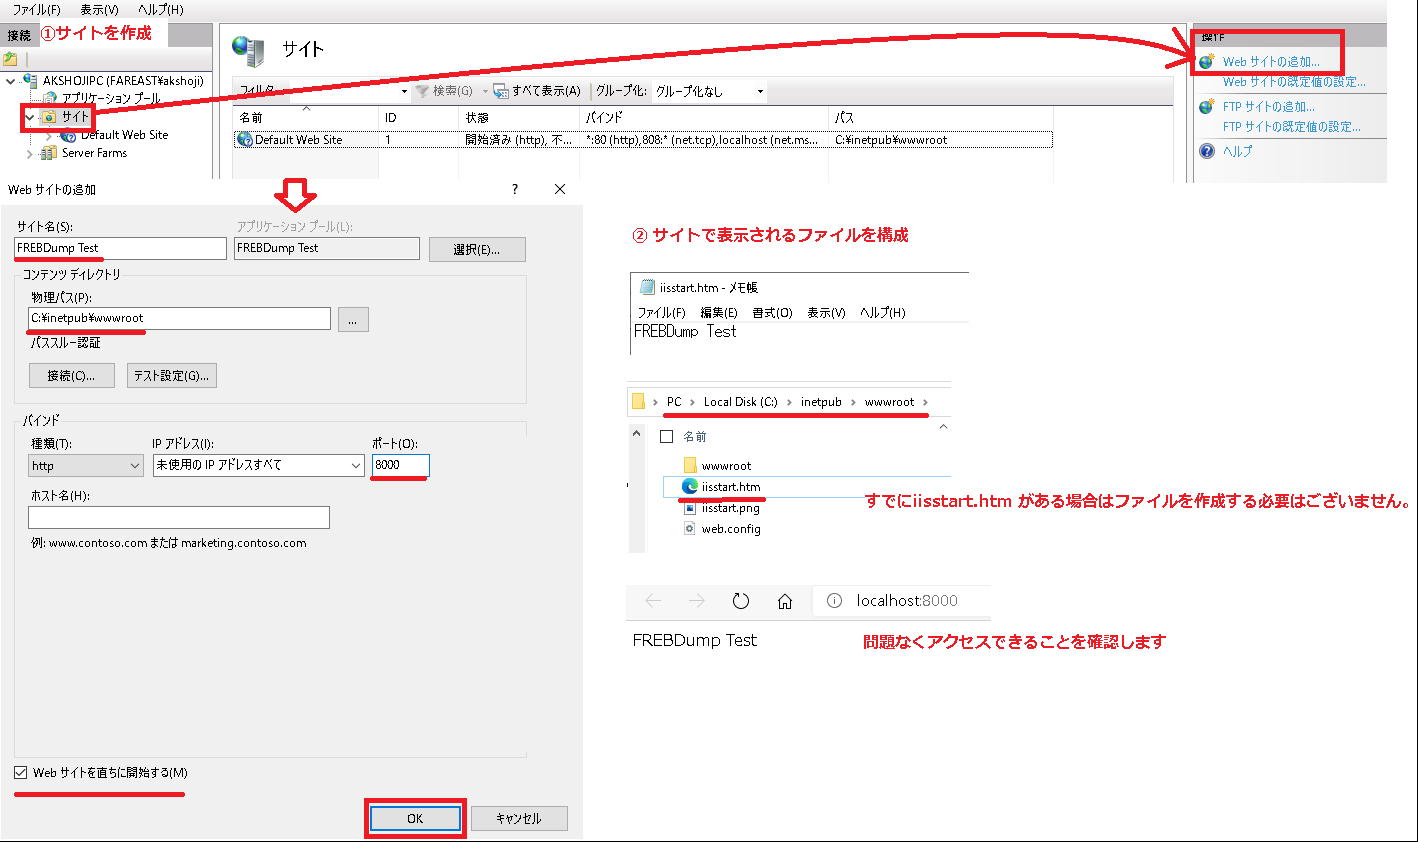 ファイル(F) 表示(V) ヘルプ(H)
接続
①サイトを作成
AKSHOJIPC (FAREAST¥akshoji)
アプリケーション プール
サイト
Default Web Site
Server Farms
サイト
フィルター:
検索(G) すべて表示(A) グループ化: グループ化なし
名前 ID 状態 バインド パス
Default Web Site 1 開始済み (http), 不... *:80 (http),808:* (net.tcp),localhost (net.ms... C:¥inetpub¥wwwroot
操作
Web サイトの追加...
Web サイトの既定値の設定...
FTP サイトの追加...
FTP サイトの既定値の設定...
ヘルプ
Web サイトの追加 ?
サイト名(S): アプリケーション プール(L):
FREBDump Test FREBDump Test 選択(E)...
コンテンツ ディレクトリ
物理パス(P):
C:¥inetpub¥wwwroot ...
パススルー認証
接続(C)... テスト設定(G)...
バインド
種類(T): IP アドレス(I): ポート(O):
http 未使用の IP アドレスすべて 8000
ホスト名(H):
例: www.contoso.com または marketing.contoso.com
Web サイトを直ちに開始する(M)
OK キャンセル
② サイトで表示されるファイルを構成
iisstart.htm - メモ帳
ファイル(F) 編集(E) 書式(O) 表示(V) ヘルプ(H)
FREBDump Test
PC > Local Disk (C:) > inetpub > wwwroot >
名前
wwwroot
iisstart.htm
iisstart.png
web.config
すでにiisstart.htm がある場合はファイルを作成する必要はございません。
localhost:8000
FREBDump Test
問題なくアクセスできることを確認します